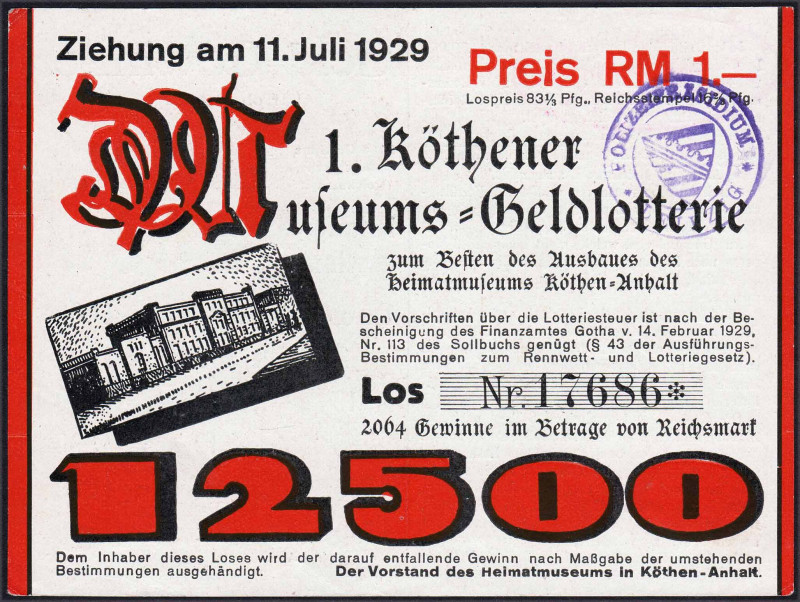 Ziehung am 11. Juli 1929
Preis RM 1.—
Lospreis 83⅓ Pfg., Reichsstempel 16⅔ Pfg.
1. Köthener
Muſeums=Geldlotterie
zum Beſten des Ausbaues des
Heimatmuſeums Köthen=Anhalt
Den Vorschriften über die Lotteriesteuer ist nach der Be-
scheinigung des Finanzamtes Gotha v. 14. Februar 1929,
Nr. 113 des Sollbuchs genügt (§ 43 der Ausführungs-
Bestimmungen zum Rennwett- und Lotteriegesetz).
Los Nr. 17686*
2064 Gewinne im Betrage von Reichsmark
12500
Dem Inhaber dieses Loses wird der darauf entfallende Gewinn nach Maßgabe der umstehenden
Bestimmungen ausgehändigt. Der Vorstand des Heimatmuseums in Köthen-Anhalt.
POLIZEIPRÄSIDIUM